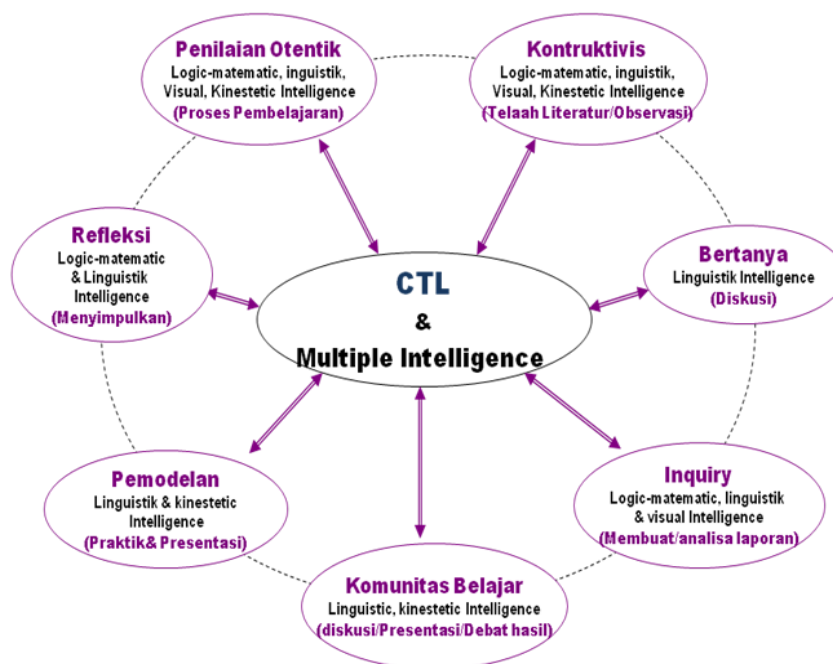 Penilaian Otentik
Logic-matematic, inguistik,
Visual, Kinestetic Intelligence
(Proses Pembelajaran)
Kontruktivis
Logic-matematic, inguistik,
Visual, Kinestetic Intelligence
(Telaah Literatur/Observasi)
Refleksi
Logic-matematic
& Linguistik
Intelligence
(Menyimpulkan)
CTL
&
Multiple Intelligence
Bertanya
Linguistik Intelligence
(Diskusi)
Pemodelan
Linguistik & kinestetic
Intelligence
(Praktik& Presentasi)
Inquiry
Logic-matematic, linguistik
& visual Intelligence
(Membuat/analisa laporan)
Komunitas Belajar
Linguistic, kinestetic Intelligence
(diskusi/Presentasi/Debat hasil)